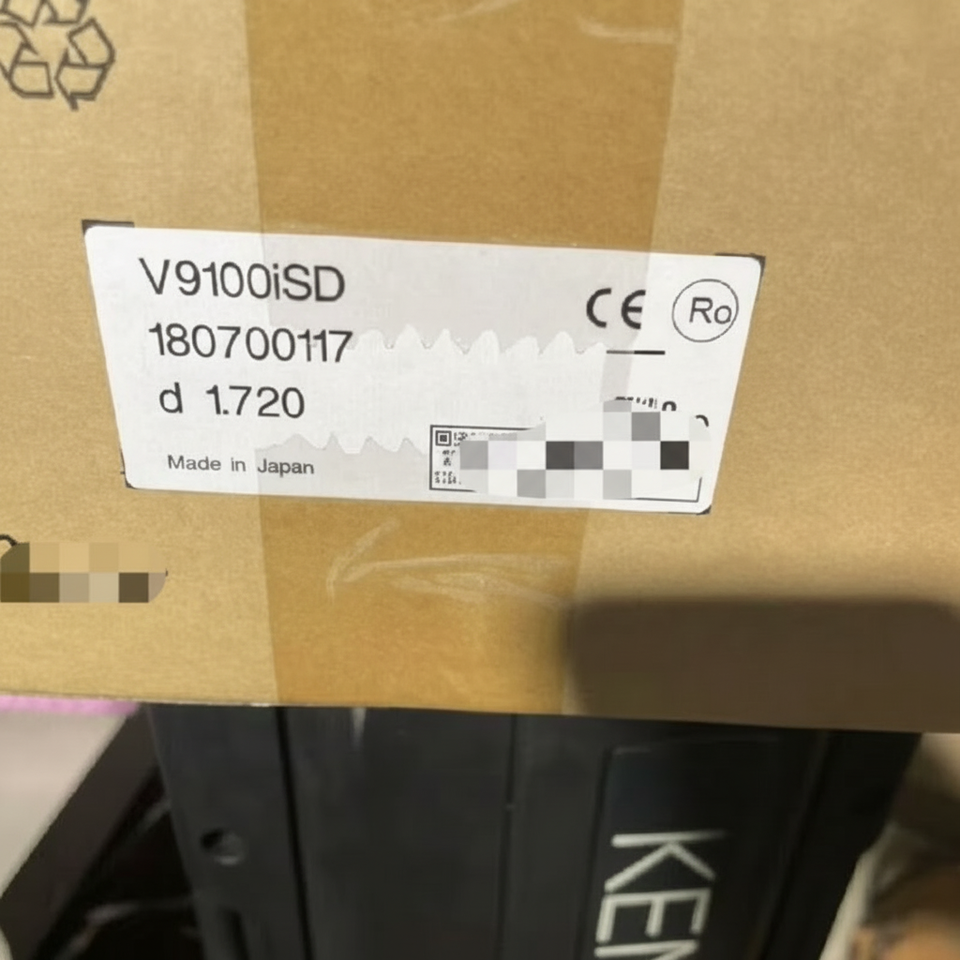 V9100iSD
CE Ro
180700117
d 1.720
Made in Japan
KEN